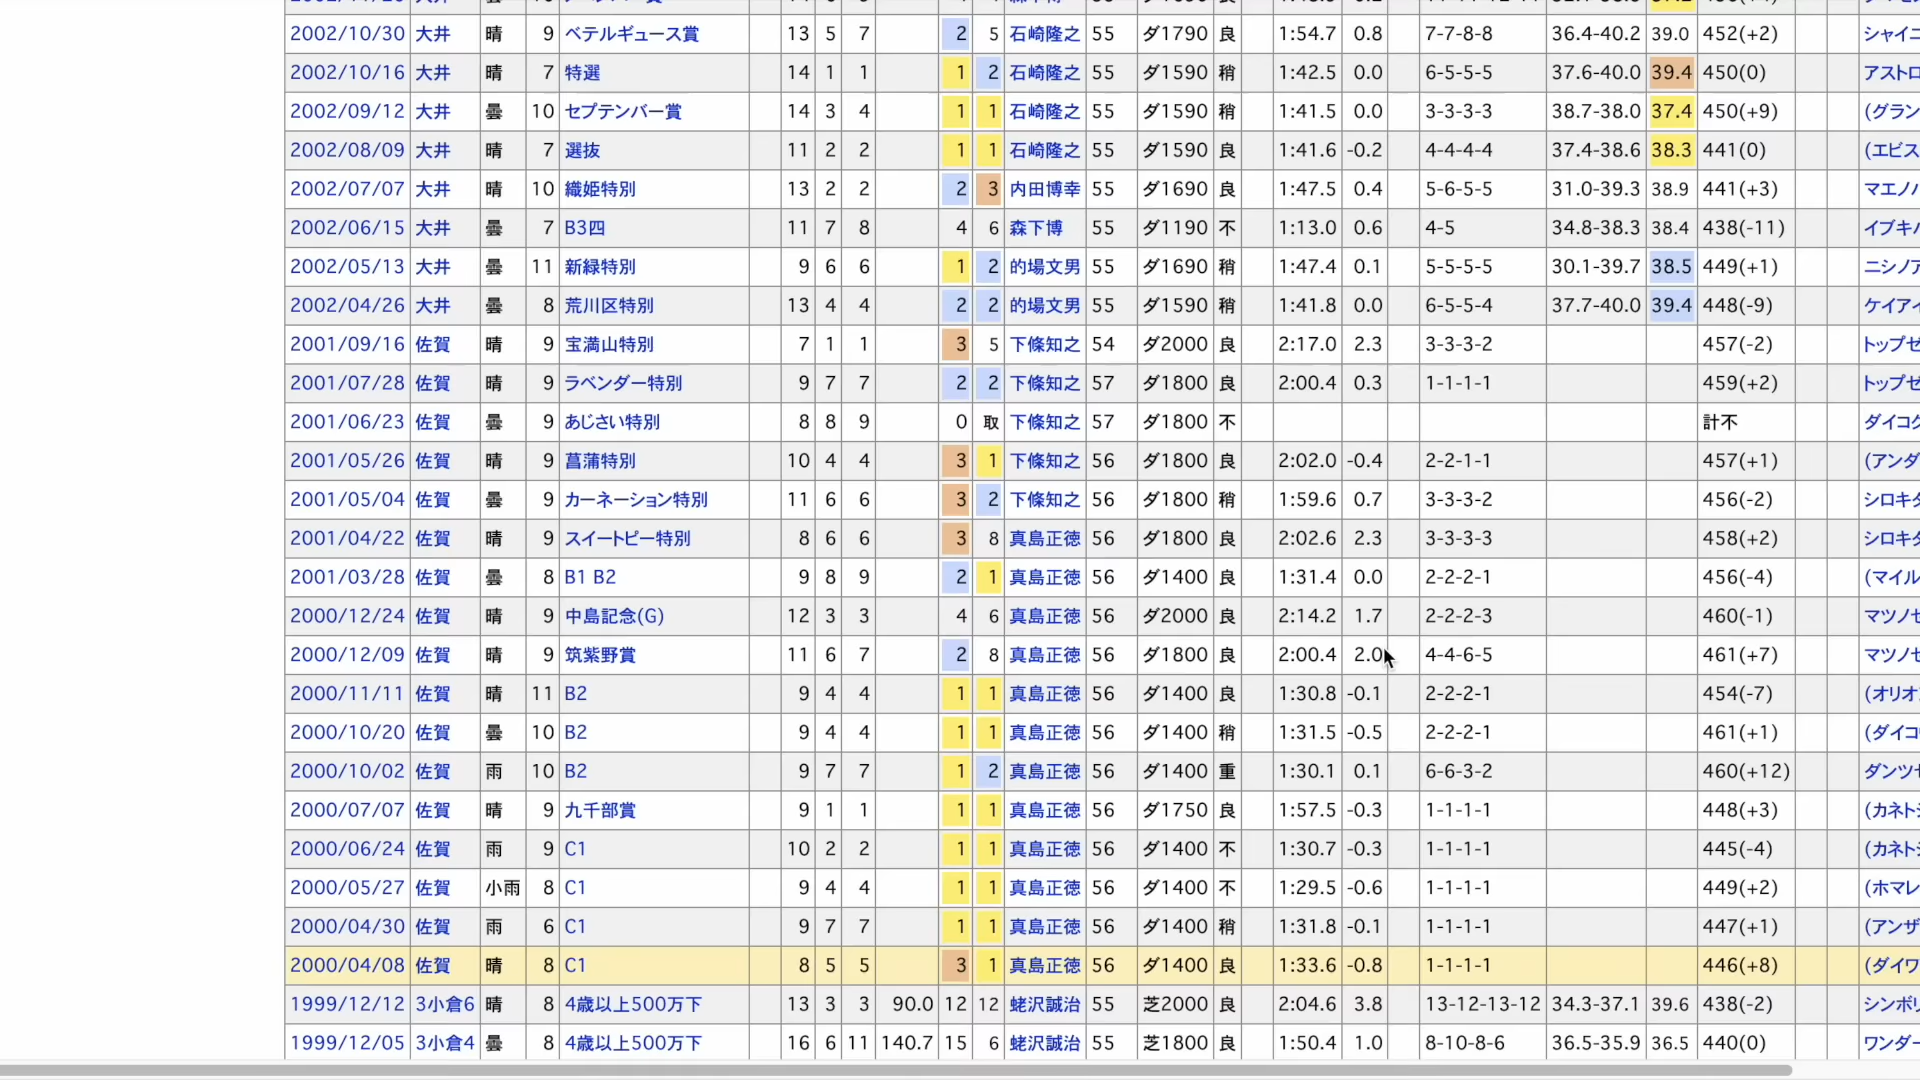 2002/10/30 大井 晴 9 ベテルギュース賞 13 5 7 2 5 石崎隆之 55 ダ1790 良 1:54.7 0.8 7-7-8-8 36.4-40.2 39.0 452(+2) シャイニ
2002/10/16 大井 晴 7 特選 14 1 1 1 2 石崎隆之 55 ダ1590 稍 1:42.5 0.0 6-5-5-5 37.6-40.0 39.4 450(0) アストロ
2002/09/12 大井 曇 10 セプテンバー賞 14 3 4 1 1 石崎隆之 55 ダ1590 稍 1:41.5 0.0 3-3-3-3 38.7-38.0 37.4 450(+9) (グラン
2002/08/09 大井 晴 7 選抜 11 2 2 1 1 石崎隆之 55 ダ1590 良 1:41.6 -0.2 4-4-4-4 37.4-38.6 38.3 441(0) (エビス
2002/07/07 大井 晴 10 織姫特別 13 2 2 2 3 内田博幸 55 ダ1690 良 1:47.5 0.4 5-6-5-5 31.0-39.3 38.9 441(+3) マエノ
2002/06/15 大井 曇 7 B3四 11 7 8 4 6 森下博 55 ダ1190 不 1:13.0 0.6 4-5 34.8-38.3 38.4 438(-11) イブキ
2002/05/13 大井 曇 11 新緑特別 9 6 6 1 2 的場文男 55 ダ1690 稍 1:47.4 0.1 5-5-5-5 30.1-39.7 38.5 449(+1) ニシノ
2002/04/26 大井 曇 8 荒川区特別 13 4 4 2 2 的場文男 55 ダ1590 稍 1:41.8 0.0 6-5-5-4 37.7-40.0 39.4 448(-9) ケイアイ
2001/09/16 佐賀 晴 9 宝満山特別 7 1 1 3 5 下條知之 54 ダ2000 良 2:17.0 2.3 3-3-3-2 457(-2) トップゼ
2001/07/28 佐賀 晴 9 ラベンダー特別 9 7 7 2 2 下條知之 57 ダ1800 良 2:00.4 0.3 1-1-1-1 459(+2) トップゼ
2001/06/23 佐賀 曇 9 あじさい特別 8 8 9 0 取 下條知之 57 ダ1800 不 計不 ダイコク
2001/05/26 佐賀 晴 9 菖蒲特別 10 4 4 3 1 下條知之 56 ダ1800 良 2:02.0 -0.4 2-2-1-1 457(+1) (アンダ
2001/05/04 佐賀 曇 9 カーネーション特別 11 6 6 3 2 下條知之 56 ダ1800 稍 1:59.6 0.7 3-3-3-2 456(-2) シロキタ
2001/04/22 佐賀 晴 9 スイートピー特別 8 6 6 3 8 真島正徳 56 ダ1800 良 2:02.6 2.3 3-3-3-3 458(+2) シロキタ
2001/03/28 佐賀 曇 8 B1 B2 9 8 9 2 1 真島正徳 56 ダ1400 良 1:31.4 0.0 2-2-2-1 456(-4) (マイル
2000/12/24 佐賀 晴 9 中島記念(G) 12 3 3 4 6 真島正徳 56 ダ2000 良 2:14.2 1.7 2-2-2-3 460(-1) マツノセ
2000/12/09 佐賀 晴 9 筑紫野賞 11 6 7 2 8 真島正徳 56 ダ1800 良 2:00.4 2.0 4-4-6-5 461(+7) マツノセ
2000/11/11 佐賀 晴 11 B2 9 4 4 1 1 真島正徳 56 ダ1400 良 1:30.8 -0.1 2-2-2-1 454(-7) (オリオ
2000/10/20 佐賀 曇 10 B2 9 4 4 1 1 真島正徳 56 ダ1400 良 1:31.5 -0.5 2-2-2-1 461(+1) (ダイコ
2000/10/02 佐賀 雨 10 B2 9 7 7 1 2 真島正徳 56 ダ1400 重 1:30.1 0.1 6-6-3-2 460(+12) ダンツ
2000/07/07 佐賀 晴 9 九千部賞 9 1 1 1 1 真島正徳 56 ダ1750 良 1:57.5 -0.3 1-1-1-1 448(+3) (カネト
2000/06/24 佐賀 雨 9 C1 10 2 2 1 1 真島正徳 56 ダ1400 不 1:30.7 -0.3 1-1-1-1 445(-4) (カネト
2000/05/27 佐賀 小雨 8 C1 9 4 4 1 1 真島正徳 56 ダ1400 不 1:29.5 -0.6 1-1-1-1 449(+2) (ホマレ
2000/04/30 佐賀 雨 6 C1 9 7 7 1 1 真島正徳 56 ダ1400 稍 1:31.8 -0.1 1-1-1-1 447(+1) (アンザ
2000/04/08 佐賀 晴 8 C1 8 5 5 3 1 真島正徳 56 ダ1400 良 1:33.6 -0.8 1-1-1-1 446(+8) (ダイワ
1999/12/12 3小倉6 晴 8 4歳以上500万下 13 3 3 90.0 12 12 蛯沢誠治 55 芝2000 良 2:04.6 3.8 13-12-13-12 34.3-37.1 39.6 438(-2) シンボリ
1999/12/05 3小倉4 曇 8 4歳以上500万下 16 6 11 140.7 15 6 蛯沢誠治 55 芝1800 良 1:50.4 1.0 8-10-8-6 36.5-35.9 36.5 440(0) ワンダー